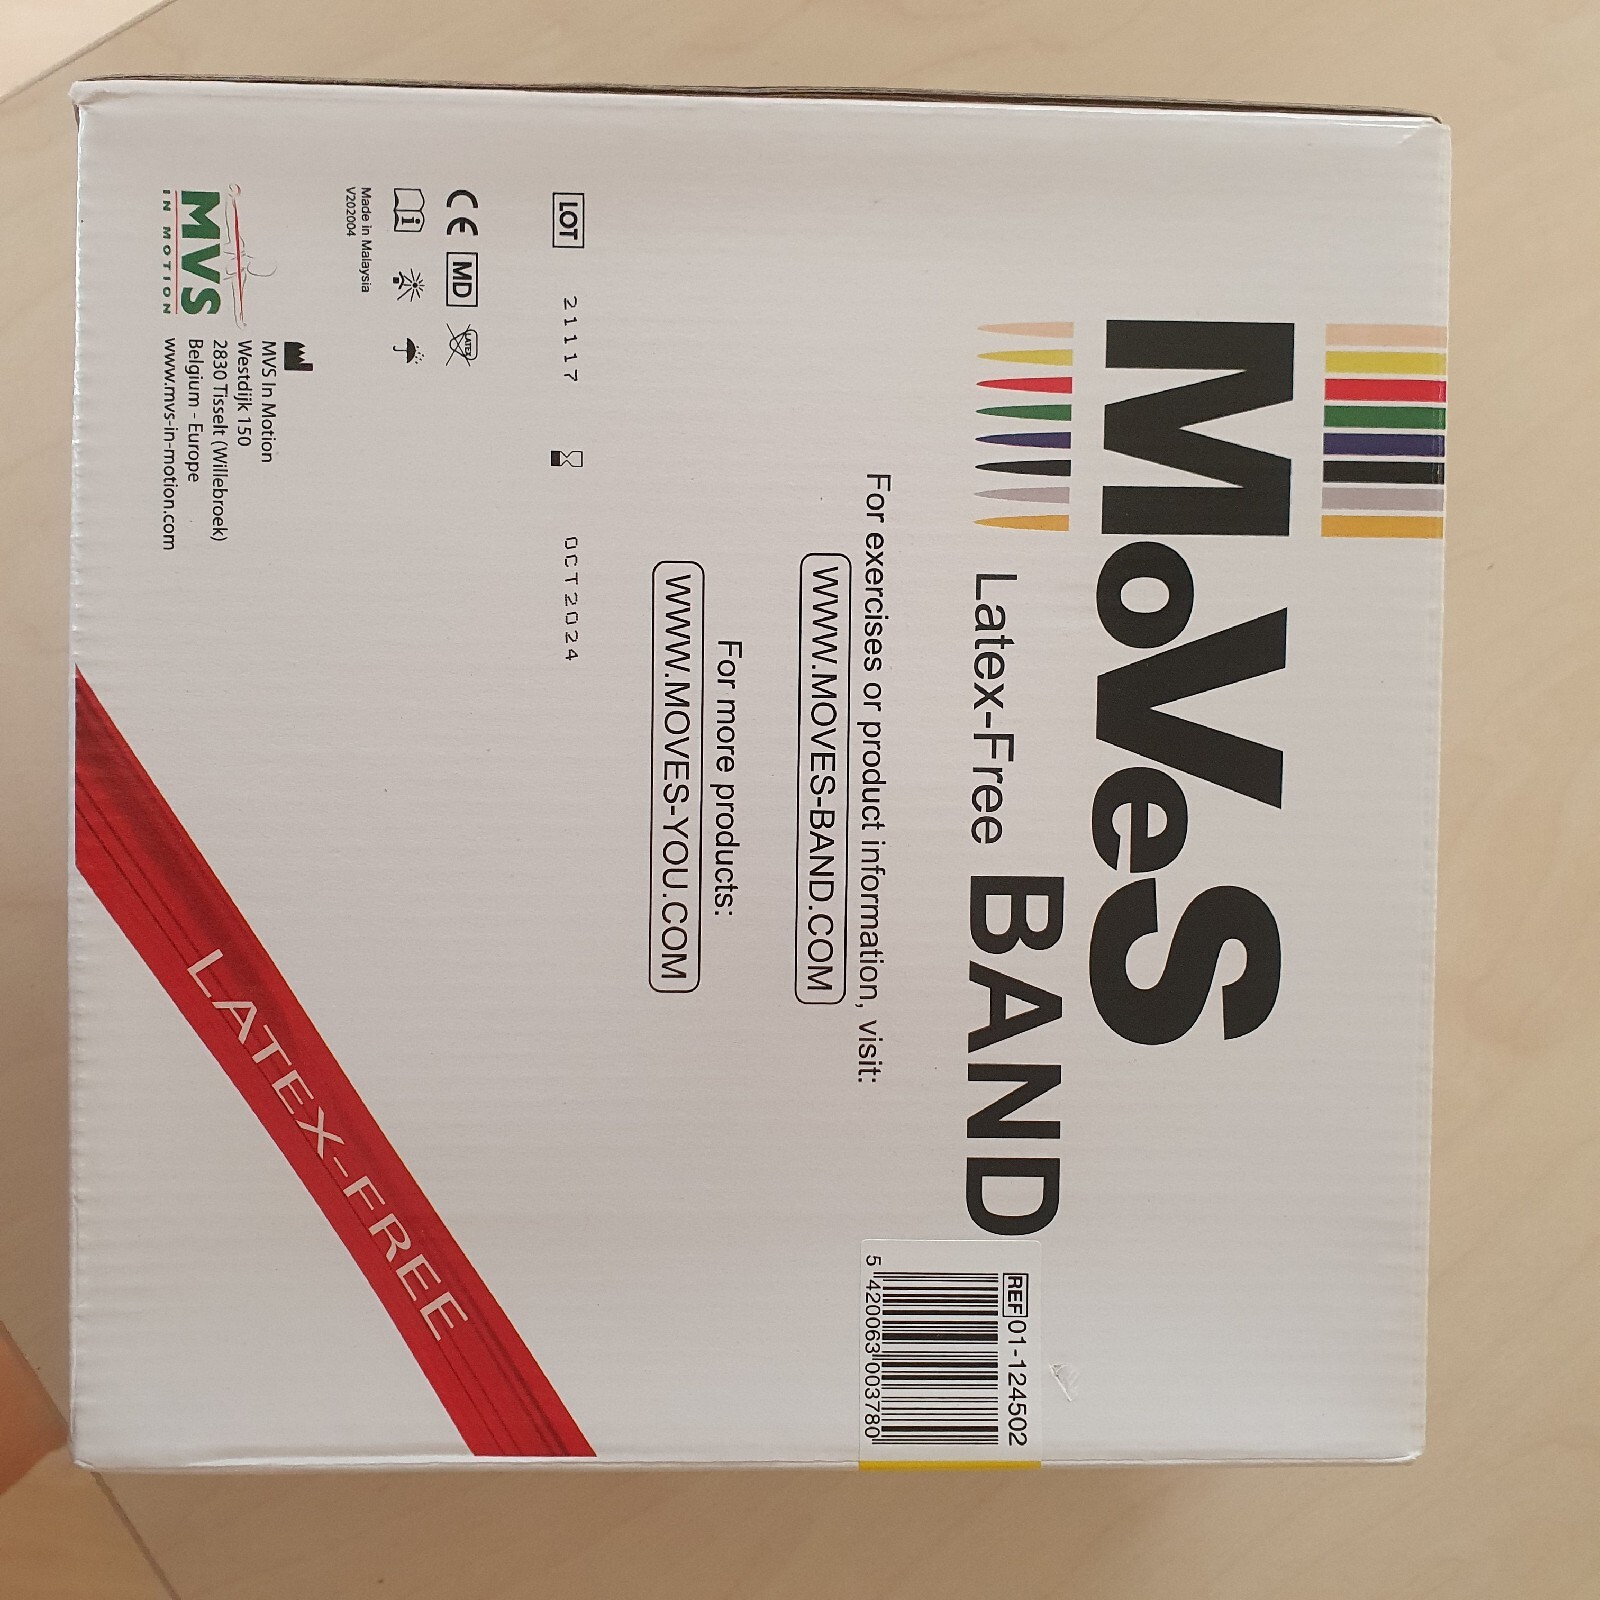 MoVeS
Latex-Free BAND
REF 01-124502
5 420063 003780
For exercises or product information, visit:
WWW.MOVES-BAND.COM
For more products:
WWW.MOVES-YOU.COM
LOT 21117 OCT2024
CE MD LATEX
i
Made in Malaysia
V202004
MVS
IN MOTION
MVS In Motion
Westdijk 150
2830 Tisselt (Willebroek)
Belgium - Europe
www.mvs-in-motion.com
LATEX-FREE